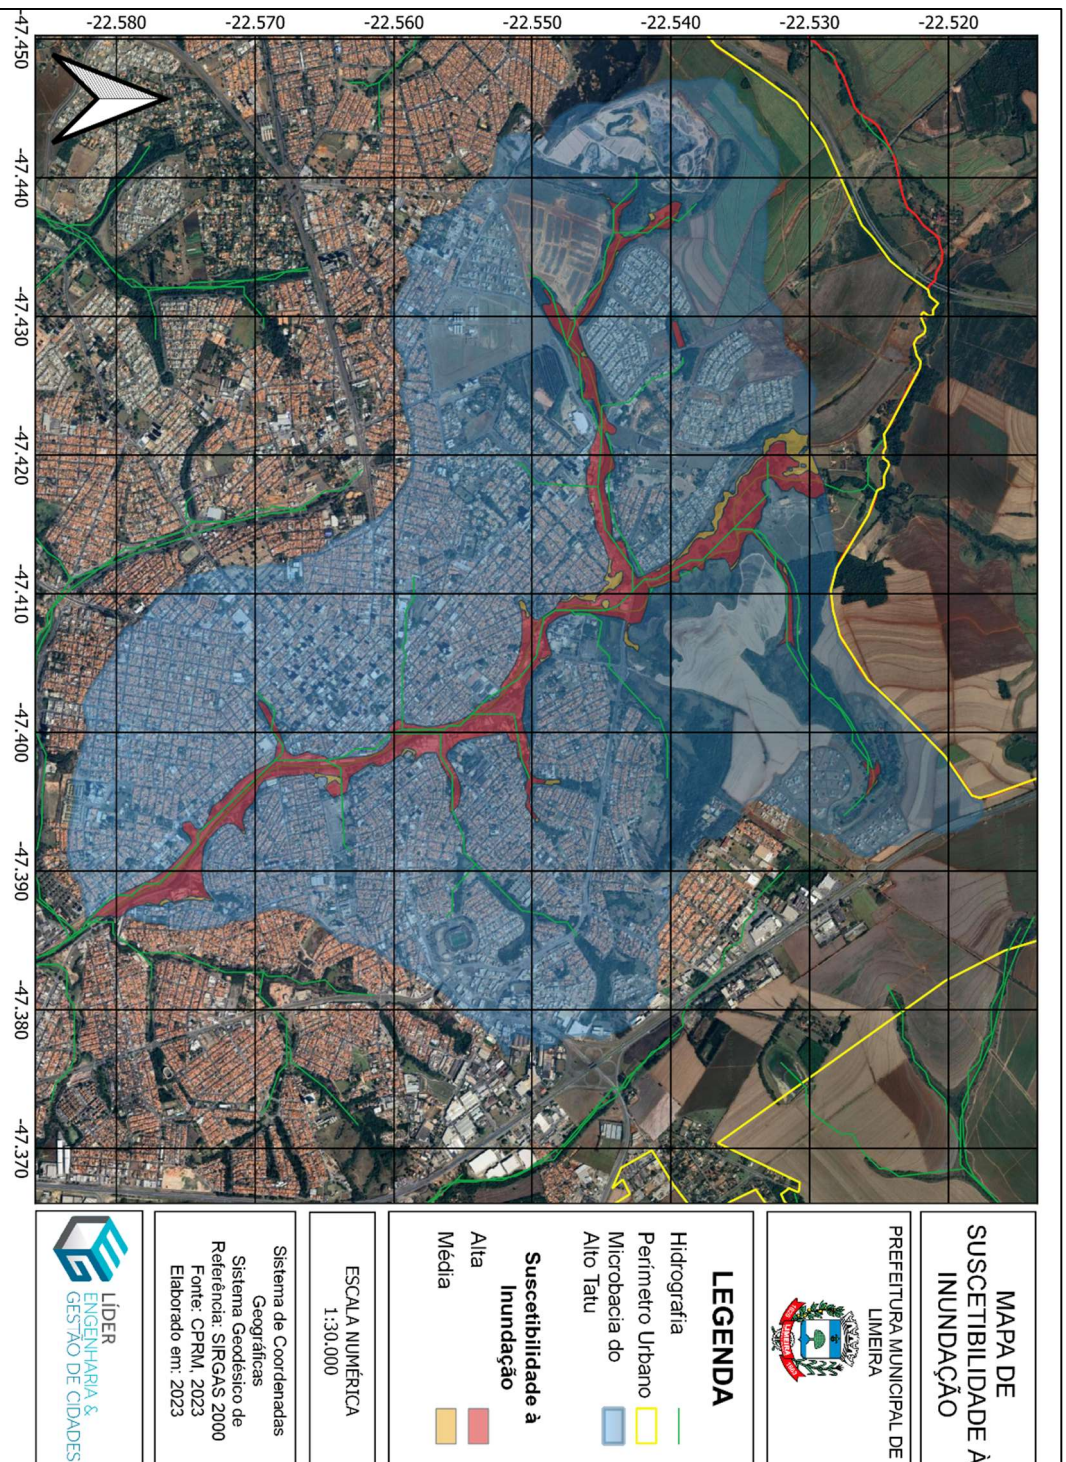 MAPA DE
SUSCETIBILIDADE À
INUNDAÇÃO
PREFEITURA MUNICIPAL DE
LIMEIRA
LIMEIRA
LEGENDA
Hidrografia
Perímetro Urbano
Microbacia do
Alto Tatu
Suscetibilidade à
Inundação
Alta
Média
ESCALA NUMÉRICA
1:30.000
Sistema de Coordenadas
Geográficas
Sistema Geodésico de
Referência: SIRGAS 2000
Fonte: CPRM, 2023
Elaborado em: 2023
LÍDER
ENGENHARIA &
GESTÃO DE CIDADES
-22.520
-22.530
-22.540
-22.550
-22.560
-22.570
-22.580
-47.450
-47.440
-47.430
-47.420
-47.410
-47.400
-47.390
-47.380
-47.370